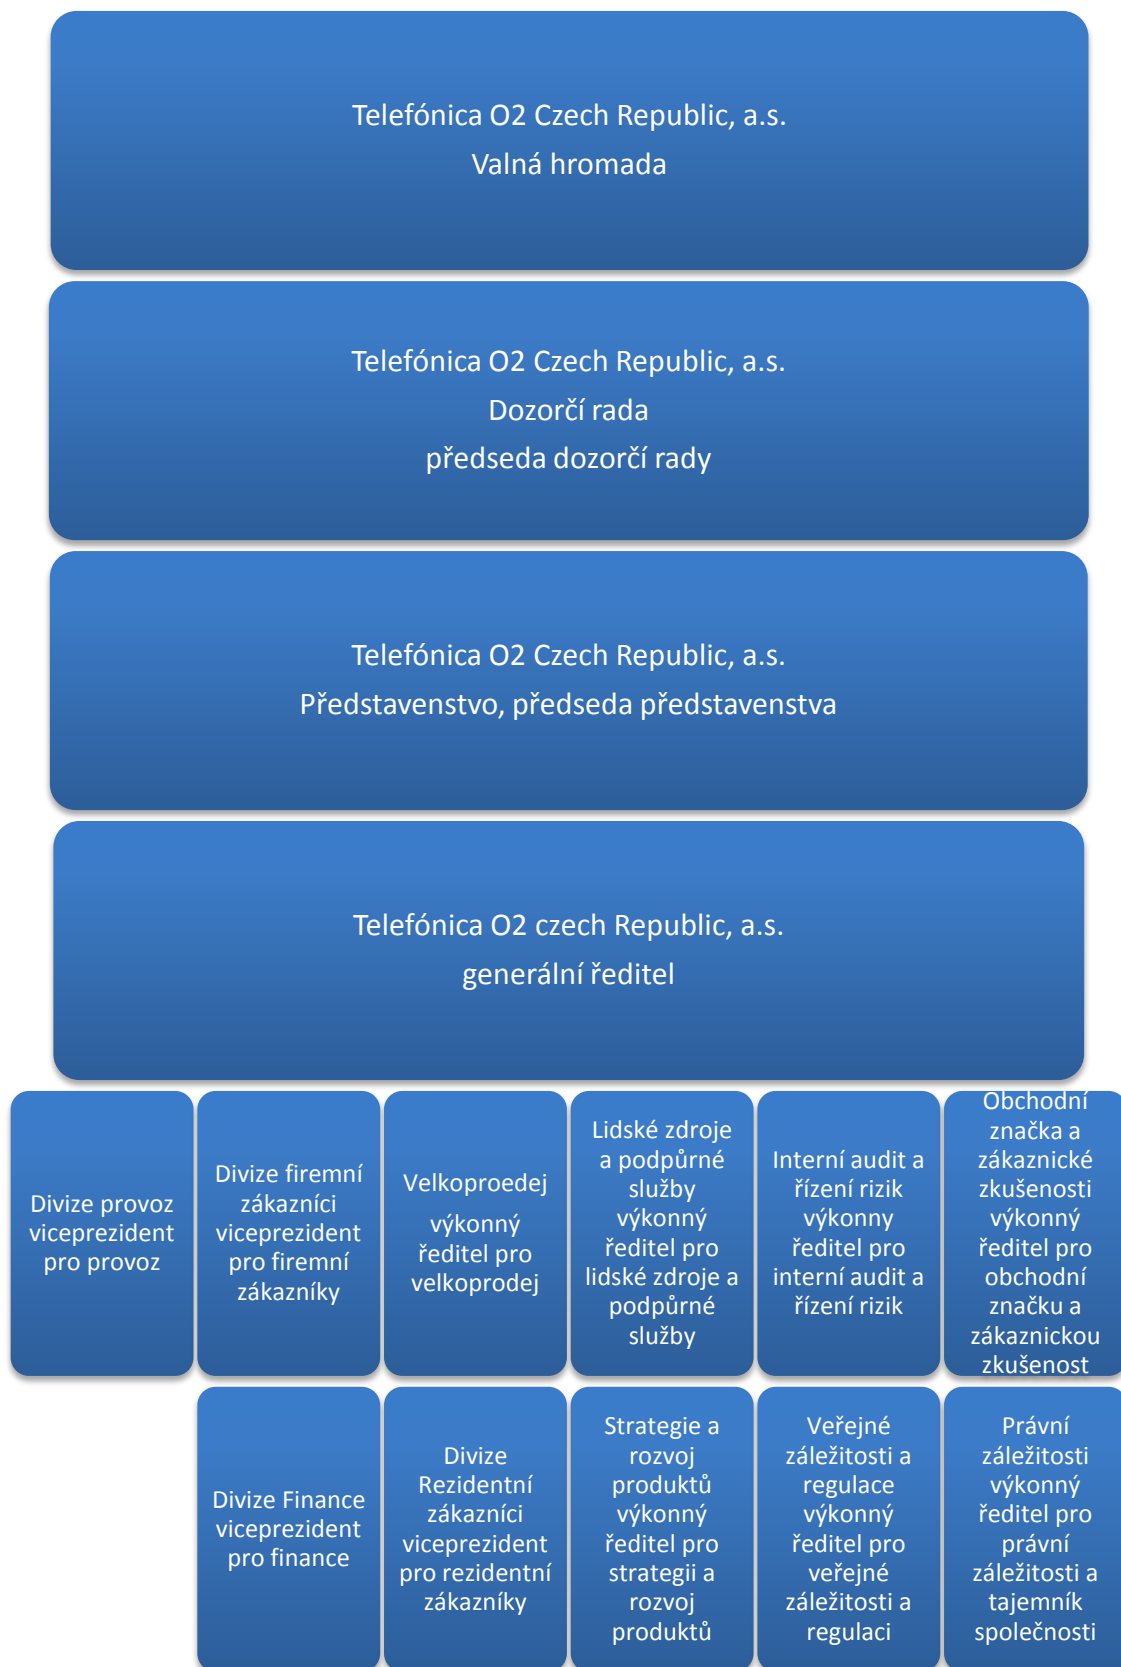 Telefónica O2 Czech Republic, a.s.
Valná hromada
Telefónica O2 Czech Republic, a.s.
Dozorčí rada
předseda dozorčí rady
Telefónica O2 Czech Republic, a.s.
Představenstvo, předseda představenstva
Telefónica O2 czech Republic, a.s.
generální ředitel
Divize provoz
viceprezident
pro provoz
Divize firemní
zákazníci
viceprezident
pro firemní
zákazníky
Velkoproedej
výkonný
ředitel pro
velkoprodej
Lidské zdroje
a podpůrné
služby
výkonný
ředitel pro
lidské zdroje a
podpůrné
služby
Interní audit a
řízení rizik
výkonny
ředitel pro
interní audit a
řízení rizik
Obchodní
značka a
zákaznické
zkušenosti
výkonný
ředitel pro
obchodní
značku a
zákaznickou
zkušenost
Divize Finance
viceprezident
pro finance
Divize
Rezidentní
zákazníci
viceprezident
pro rezidentní
zákazníky
Strategie a
rozvoj
produktů
výkonný
ředitel pro
strategii a
rozvoj
produktů
Veřejné
záležitosti a
regulace
výkonný
ředitel pro
veřejné
záležitosti a
regulaci
Právní
záležitosti
výkonný
ředitel pro
právní
záležitosti a
tajemník
společnosti